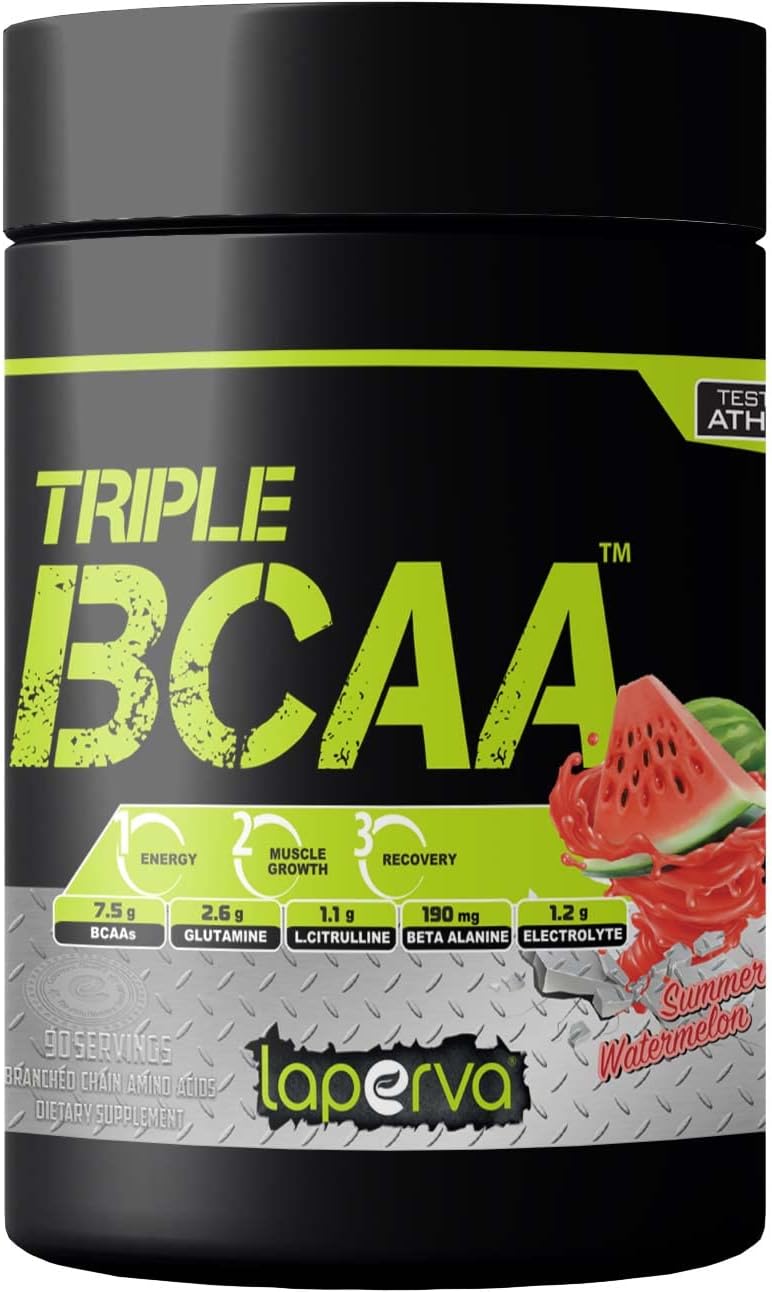 TEST
ATH
TRIPLE
BCAA™
1 ENERGY
2 MUSCLE
GROWTH
3 RECOVERY
7.5 g
BCAAs
2.6 g
GLUTAMINE
1.1 g
L.CITRULLINE
190 mg
BETA ALANINE
1.2 g
ELECTROLYTE
Summer
Watermelon
90 SERVINGS
BRANCHED CHAIN AMINO ACIDS
DIETARY SUPPLEMENT
laperva®